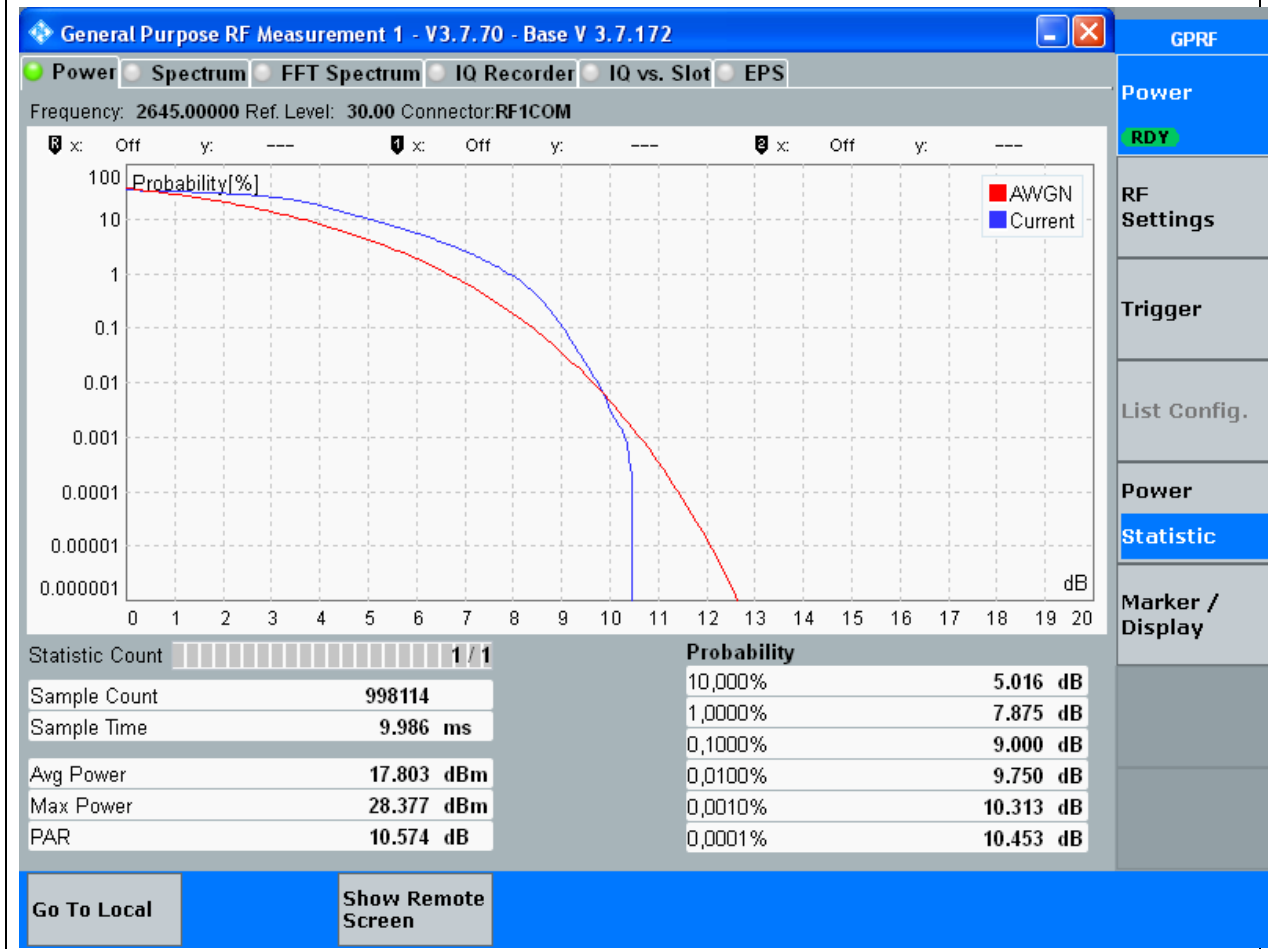 General Purpose RF Measurement 1 - V3.7.70 - Base V 3.7.172
GPRF
Power Spectrum FFT Spectrum IQ Recorder IQ vs. Slot EPS
Frequency: 2645.00000 Ref. Level: 30.00 Connector:RF1COM
R x: Off y: --- 1 x: Off y: --- 2 x: Off y: ---
Probability[%]
100
10
1
0.1
0.01
0.001
0.0001
0.00001
0.000001
AWGN
Current
dB
0 1 2 3 4 5 6 7 8 9 10 11 12 13 14 15 16 17 18 19 20
Statistic Count 1 / 1
Sample Count 998114
Sample Time 9.986 ms
Avg Power 17.803 dBm
Max Power 28.377 dBm
PAR 10.574 dB
Probability
10,000% 5.016 dB
1,0000% 7.875 dB
0,1000% 9.000 dB
0,0100% 9.750 dB
0,0010% 10.313 dB
0,0001% 10.453 dB
Power
RDY
RF
Settings
Trigger
List Config.
Power
Statistic
Marker /
Display
Go To Local
Show Remote
Screen